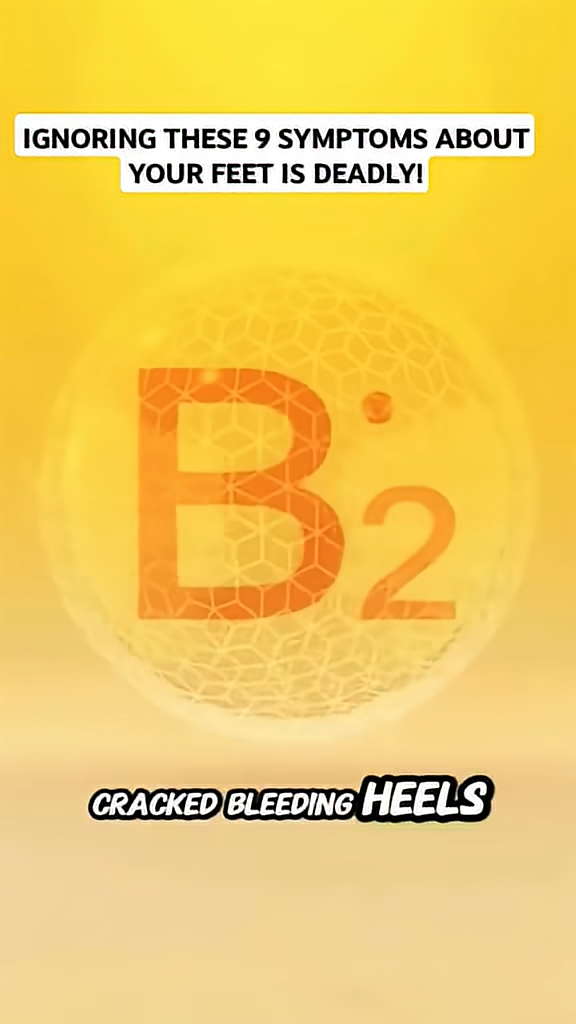 IGNORING THESE 9 SYMPTOMS ABOUT
YOUR FEET IS DEADLY!
B2
CRACKED BLEEDING HEELS